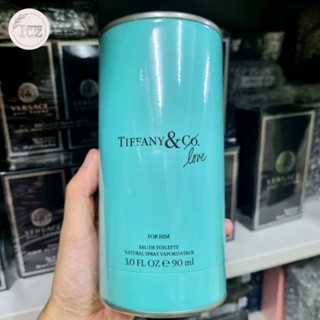 Itz
VERSACE
TIFFANY & CO.
love
FOR HIM
EAU DE TOILETTE
NATURAL SPRAY VAPORISATEUR
3.0 FL OZ ℮ 90 ml
VERSACE